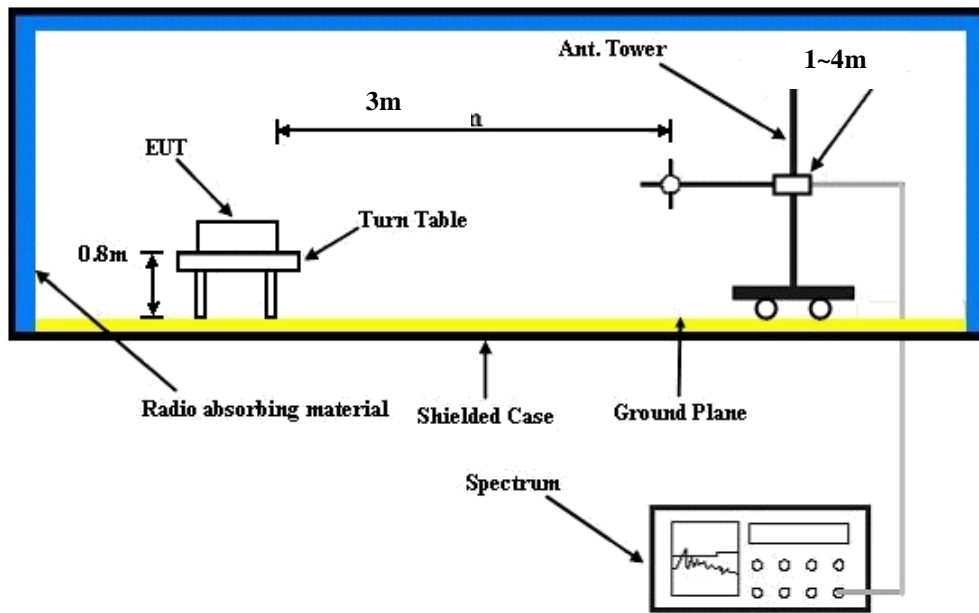 Ant. Tower
1~4m
3m
n
EUT
Turn Table
0.8m
Radio absorbing material
Shielded Case
Ground Plane
Spectrum